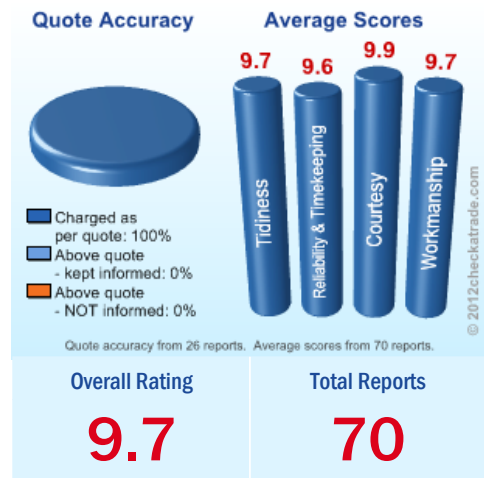 Quote Accuracy
Charged as
per quote: 100%
Above quote
- kept informed: 0%
Above quote
- NOT informed: 0%
Average Scores
9.7
9.6
9.9
9.7
Tidiness
Reliability & Timekeeping
Courtesy
Workmanship
© 2012checkatrade.com
Quote accuracy from 26 reports. Average scores from 70 reports.
Overall Rating
9.7
Total Reports
70